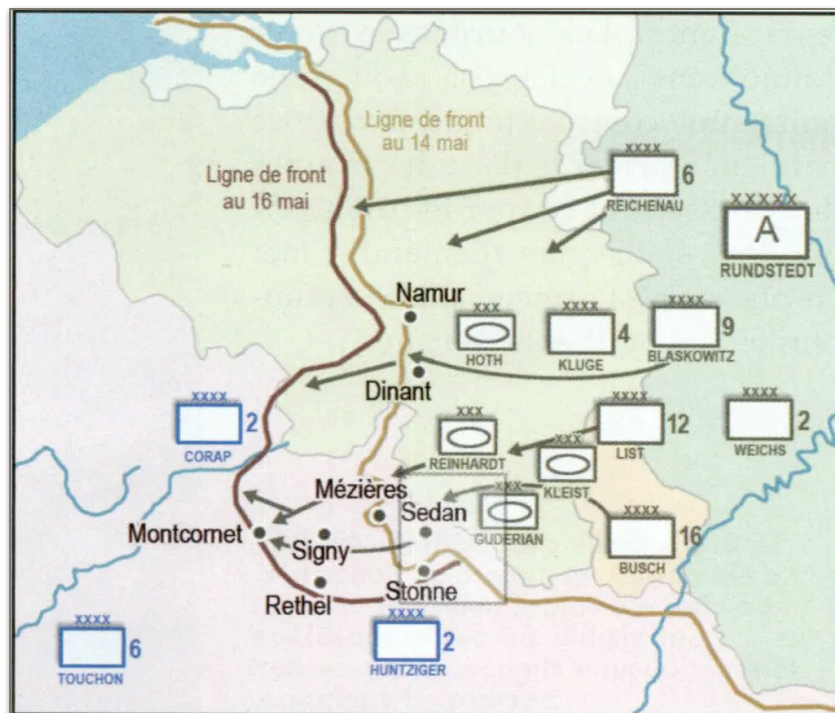 Ligne de front
au 14 mai
Ligne de front
au 16 mai
XXXX
6
REICHENAU
XXXXX
A
RUNDSTEDT
Namur
XXX
HOTH
XXXX
4
KLUGE
XXXX
9
BLASKOWITZ
Dinant
XXXX
2
CORAP
XXX
REINHARDT
XXXX
12
LIST
XXXX
2
WEICHS
XXX
KLEIST
Mézières
Sedan
XXX
GUDERIAN
Montcornet
Signy
XXXX
16
BUSCH
Rethel
Stonne
XXXX
6
TOUCHON
XXXX
2
HUNTZIGER